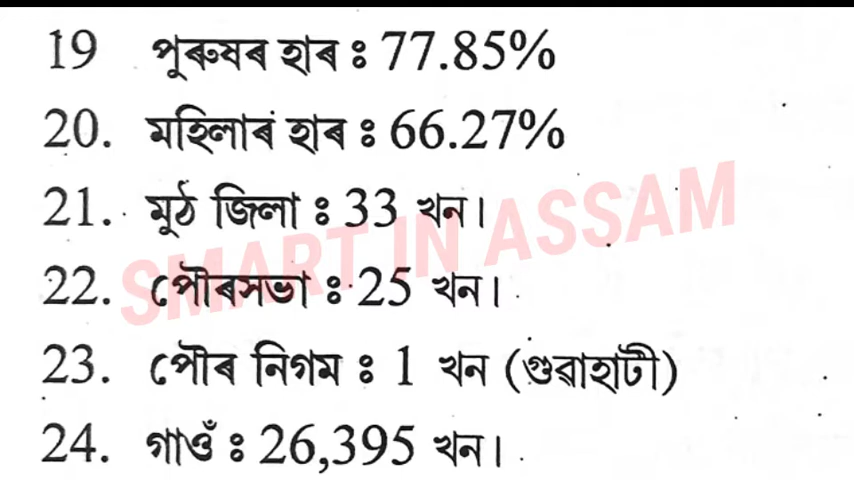 19 পুৰুষৰ হাৰ ঃ 77.85%
20. মহিলাৰ হাৰ ঃ 66.27%
21. মুঠ জিলা ঃ 33 খন।
22. পৌৰসভা ঃ 25 খন।
23. পৌৰ নিগম ঃ 1 খন (গুৱাহাটী)
24. গাওঁ ঃ 26,395 খন।
SMART IN ASSAM